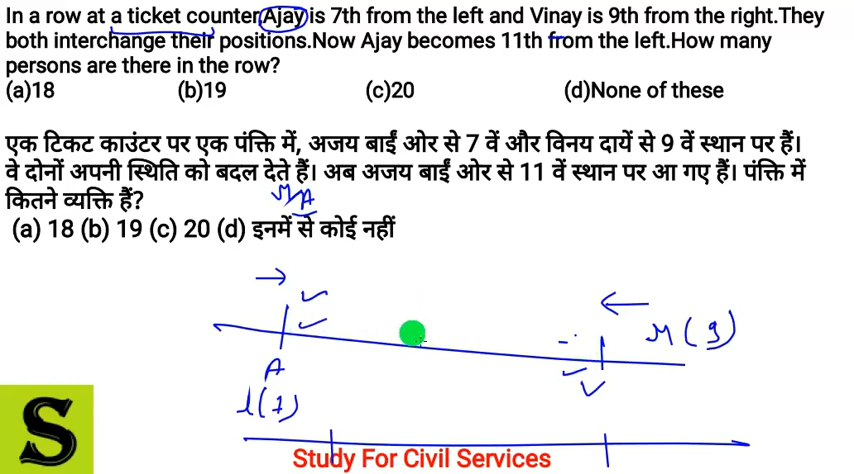 In a row at a ticket counter,Ajay is 7th from the left and Vinay is 9th from the right.They
both interchange their positions.Now Ajay becomes 11th from the left.How many
persons are there in the row?
(a)18 (b)19 (c)20 (d)None of these
एक टिकट काउंटर पर एक पंक्ति में, अजय बाईं ओर से 7 वें और विनय दायें से 9 वें स्थान पर हैं।
वे दोनों अपनी स्थिति को बदल देते हैं। अब अजय बाईं ओर से 11 वें स्थान पर आ गए हैं। पंक्ति में
कितने व्यक्ति हैं?
(a) 18 (b) 19 (c) 20 (d) इनमें से कोई नहीं
A
l(7)
V
S
Study For Civil Services